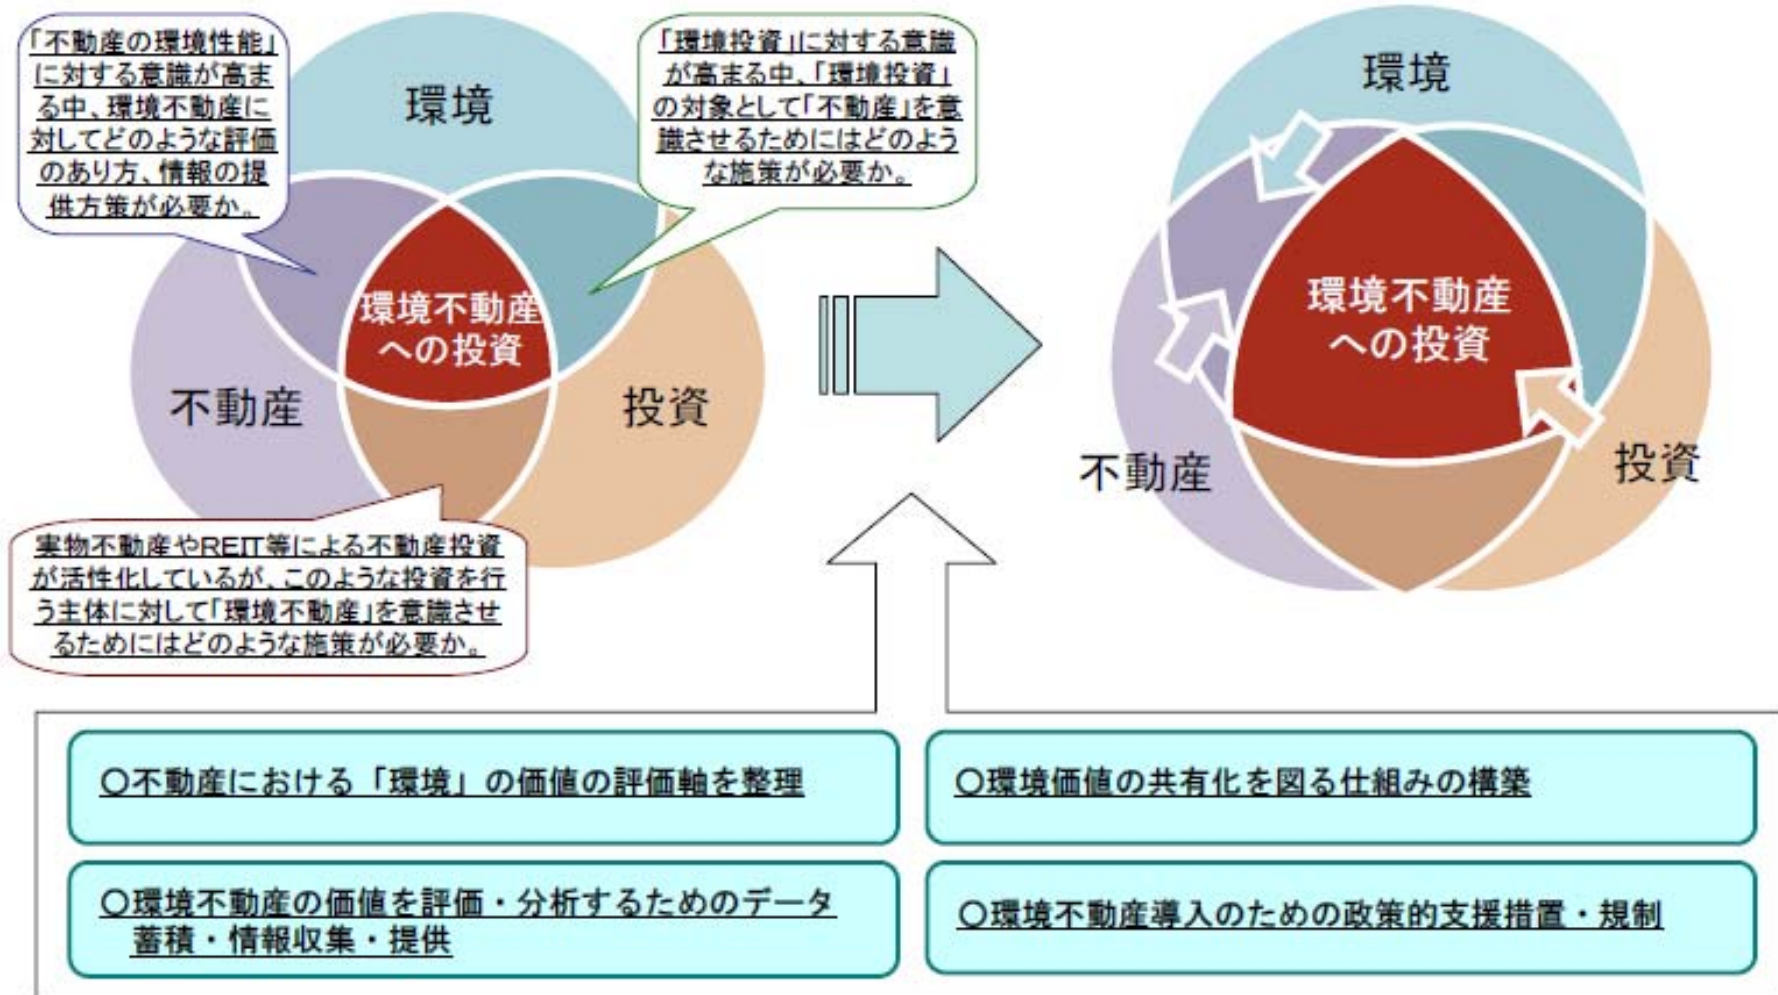 「不動産の環境性能」
に対する意識が高ま
る中、環境不動産に
対してどのような評価
のあり方、情報の提
供方策が必要か。
環境
「環境投資」に対する意識
が高まる中、「環境投資」
の対象として「不動産」を意
識させるためにはどのよう
な施策が必要か。
環境不動産
への投資
不動産
投資
実物不動産やREIT等による不動産投資
が活性化しているが、このような投資を行
う主体に対して「環境不動産」を意識させ
るためにはどのような施策が必要か。
環境
環境不動産
への投資
不動産
投資
○不動産における「環境」の価値の評価軸を整理
○環境価値の共有化を図る仕組みの構築
○環境不動産の価値を評価・分析するためのデータ
蓄積・情報収集・提供
○環境不動産導入のための政策的支援措置・規制